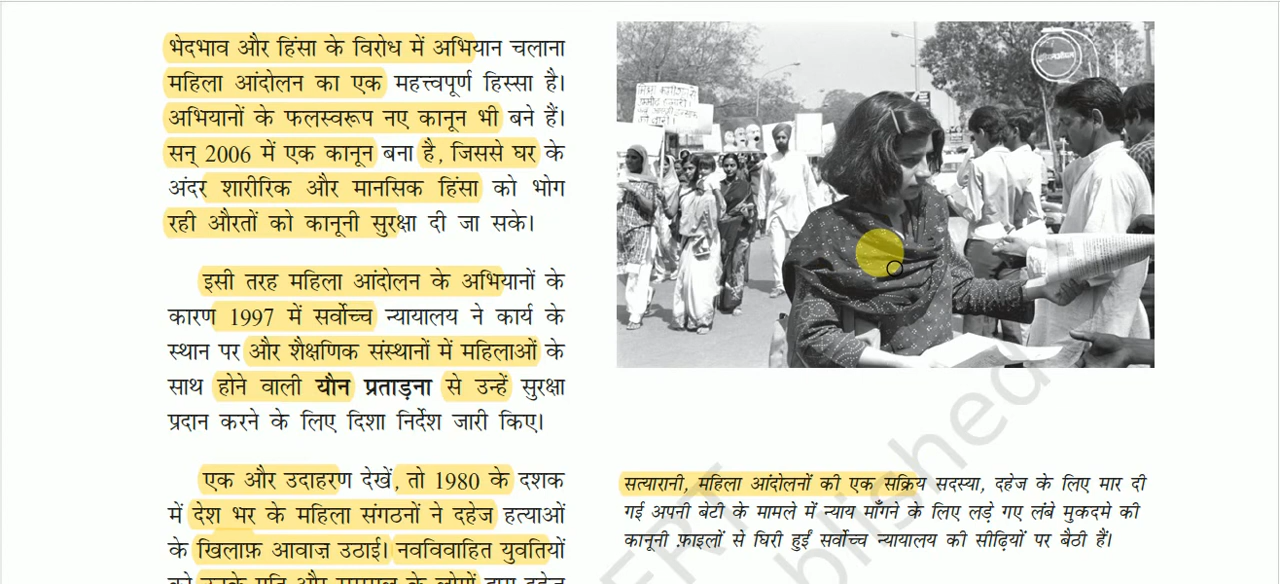 भेदभाव और हिंसा के विरोध में अभियान चलाना
महिला आंदोलन का एक महत्त्वपूर्ण हिस्सा है।
अभियानों के फलस्वरूप नए कानून भी बने हैं।
सन् 2006 में एक कानून बना है, जिससे घर के
अंदर शारीरिक और मानसिक हिंसा को भोग
रही औरतों को कानूनी सुरक्षा दी जा सके।
इसी तरह महिला आंदोलन के अभियानों के
कारण 1997 में सर्वोच्च न्यायालय ने कार्य के
स्थान पर और शैक्षणिक संस्थानों में महिलाओं के
साथ होने वाली यौन प्रताड़ना से उन्हें सुरक्षा
प्रदान करने के लिए दिशा निर्देश जारी किए।
एक और उदाहरण देखें, तो 1980 के दशक
में देश भर के महिला संगठनों ने दहेज हत्याओं
के खिलाफ़ आवाज़ उठाई। नवविवाहित युवतियों
सत्यारानी, महिला आंदोलनों की एक सक्रिय सदस्या, दहेज के लिए मार दी
गई अपनी बेटी के मामले में न्याय माँगने के लिए लड़े गए लंबे मुकदमे की
कानूनी फ़ाइलों से घिरी हुईं सर्वोच्च न्यायालय की सीढ़ियों पर बैठी हैं।